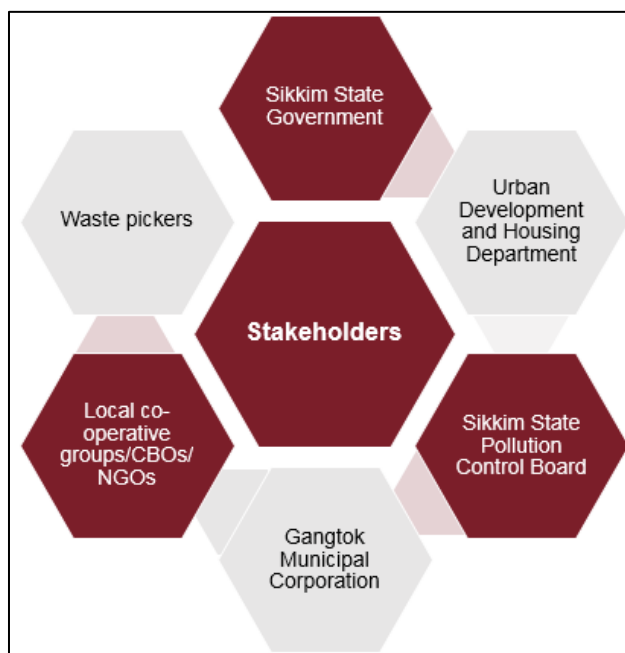 Sikkim State
Government
Urban
Development
and Housing
Department
Waste pickers
Stakeholders
Sikkim State
Pollution
Control Board
Local co-
operative
groups/CBOs/
NGOs
Gangtok
Municipal
Corporation